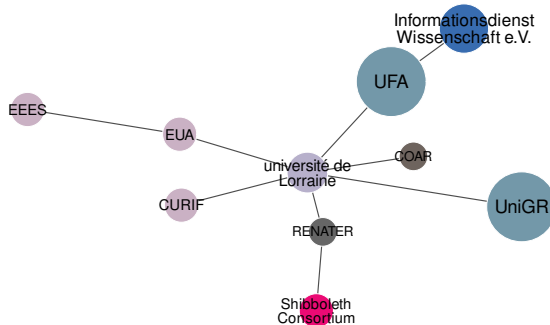 Informationsdienst
Wissenschaft e.V.
UFA
EEES
EUA
COAR
université de
Lorraine
CURIF
UniGR
RENATER
Shibboleth
Consortium